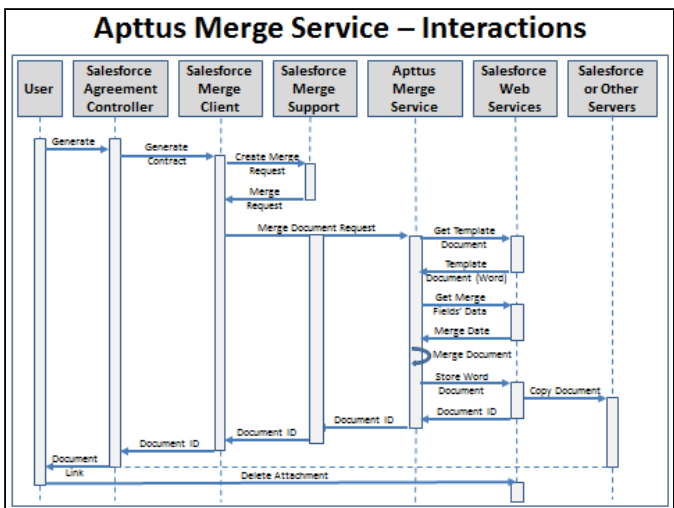 Apttus Merge Service – Interactions
User
Salesforce
Agreement
Controller
Salesforce
Merge
Client
Salesforce
Merge
Support
Apttus
Merge
Service
Salesforce
Web
Services
Salesforce
or Other
Servers
Generate
Generate
Contract
Create Merge
Request
Merge
Request
Merge Document Request
Get Template
Document
Template
Document (Word)
Get Merge
Fields' Data
Merge Date
Merge Document
Store Word
Document
Copy Document
Document ID
Document ID
Document ID
Document ID
Document
Link
Delete Attachment